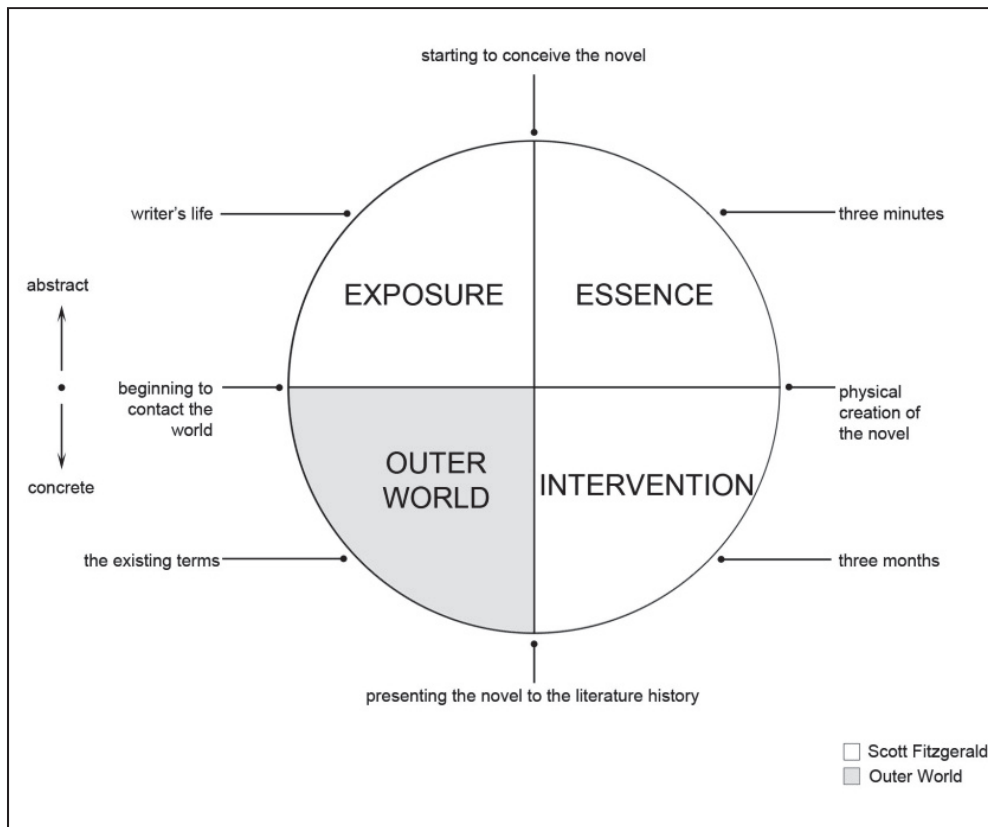 starting to conceive the novel
writer's life
three minutes
abstract
EXPOSURE
ESSENCE
beginning to
contact the
world
physical
creation of
the novel
OUTER
WORLD
INTERVENTION
concrete
the existing terms
three months
presenting the novel to the literature history
Scott Fitzgerald
Outer World